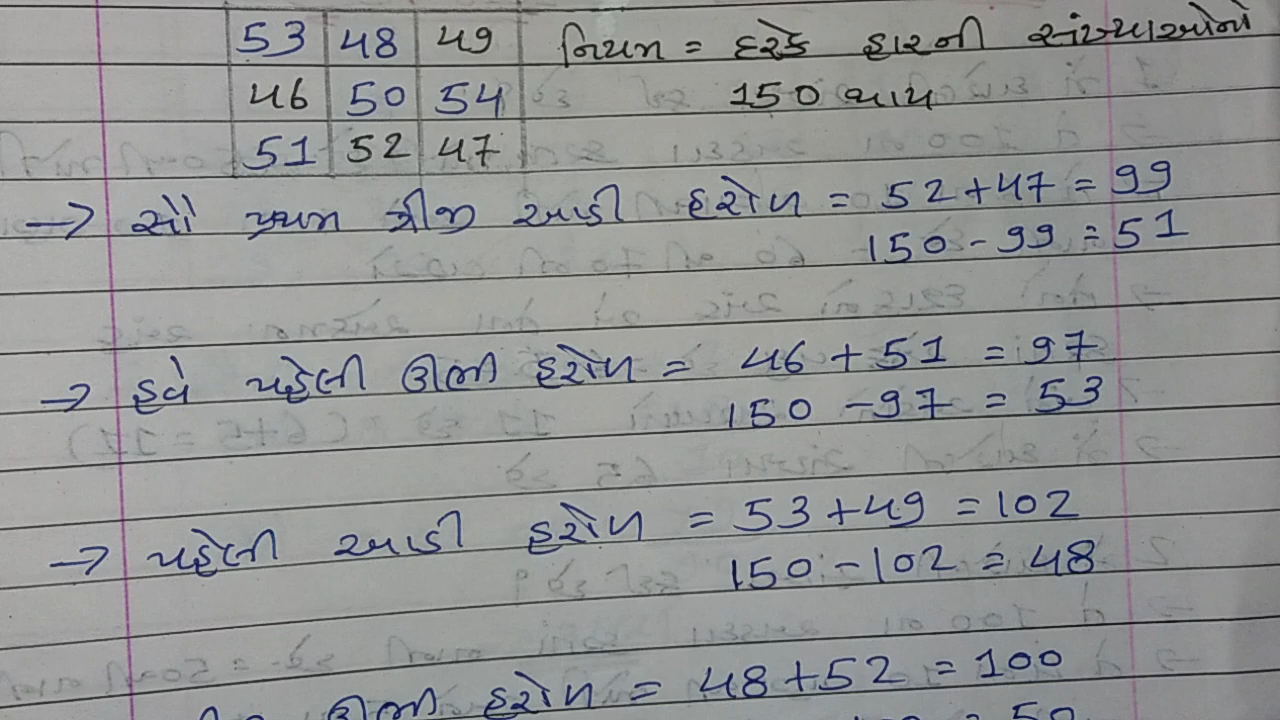 53 48 49 નિયમ = દરેક હારની સંખ્યાઓનો
46 50 54 150 થાય
51 52 47
→ સૌ પ્રથમ ત્રીજી આડી હરોળ = 52 + 47 = 99
150 - 99 = 51
→ હવે પહેલી ઊભી હરોળ = 46 + 51 = 97
150 - 97 = 53
→ પહેલી આડી હરોળ = 53 + 49 = 102
150 - 102 = 48
ઊભી હરોળ = 48 + 52 = 100
= 50